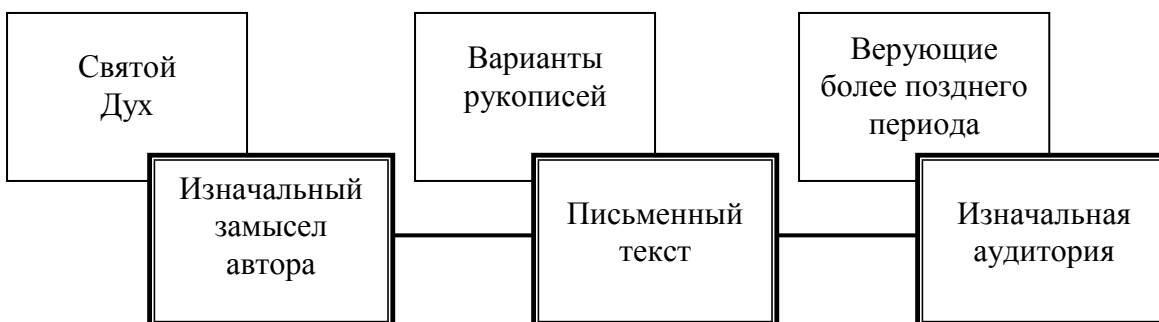 Святой
Дух
Варианты
рукописей
Верующие
более позднего
периода
Изначальный
замысел
автора
Письменный
текст
Изначальная
аудитория